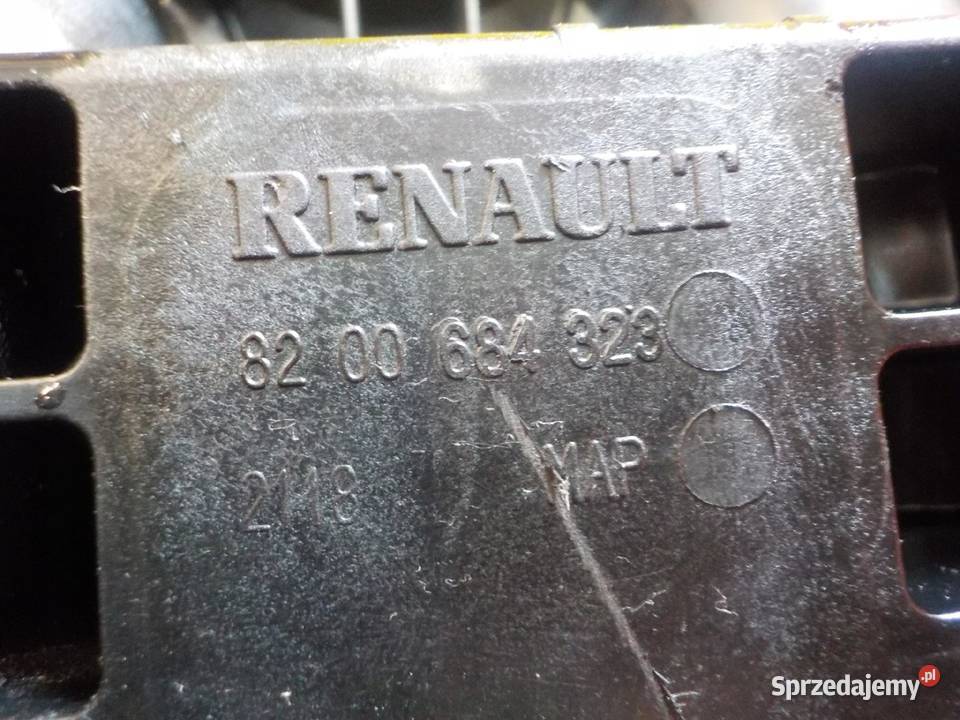 RENAULT
82 00 684 323
2118 MAP
Sprzedajemy.pl